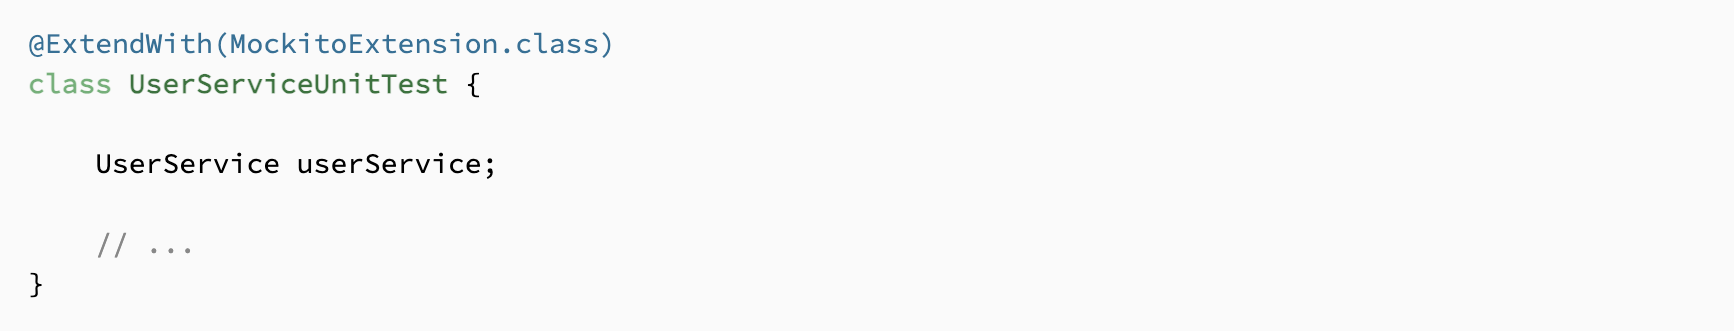 @ExtendWith(MockitoExtension.class)
class UserServiceUnitTest {
    UserService userService;
    // ...
}